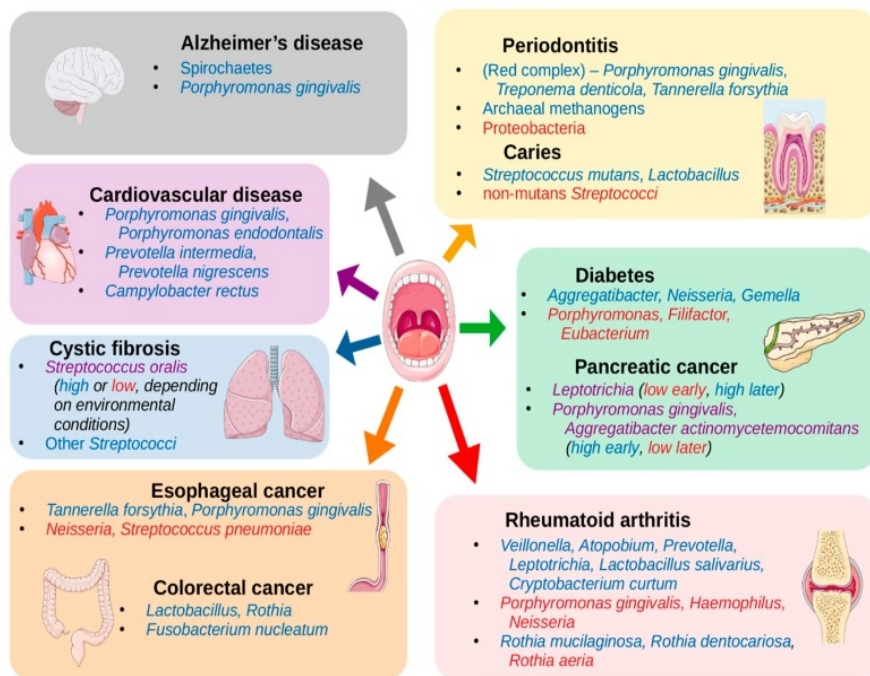 Alzheimer's disease
• Spirochaetes
• Porphyromonas gingivalis
Periodontitis
• (Red complex) – Porphyromonas gingivalis,
Treponema denticola, Tannerella forsythia
• Archaeal methanogens
• Proteobacteria
Caries
• Streptococcus mutans, Lactobacillus
• non-mutans Streptococci
Cardiovascular disease
• Porphyromonas gingivalis,
Porphyromonas endodontalis
• Prevotella intermedia,
Prevotella nigrescens
• Campylobacter rectus
Diabetes
• Aggregatibacter, Neisseria, Gemella
• Porphyromonas, Filifactor,
Eubacterium
Pancreatic cancer
• Leptotrichia (low early, high later)
• Porphyromonas gingivalis,
Aggregatibacter actinomycetemocomitans
(high early, low later)
Cystic fibrosis
• Streptococcus oralis
(high or low, depending
on environmental
conditions)
• Other Streptococci
Esophageal cancer
• Tannerella forsythia, Porphyromonas gingivalis
• Neisseria, Streptococcus pneumoniae
Colorectal cancer
• Lactobacillus, Rothia
• Fusobacterium nucleatum
Rheumatoid arthritis
• Veillonella, Atopobium, Prevotella,
Leptotrichia, Lactobacillus salivarius,
Cryptobacterium curtum
• Porphyromonas gingivalis, Haemophilus,
Neisseria
• Rothia mucilaginosa, Rothia dentocariosa,
Rothia aeria